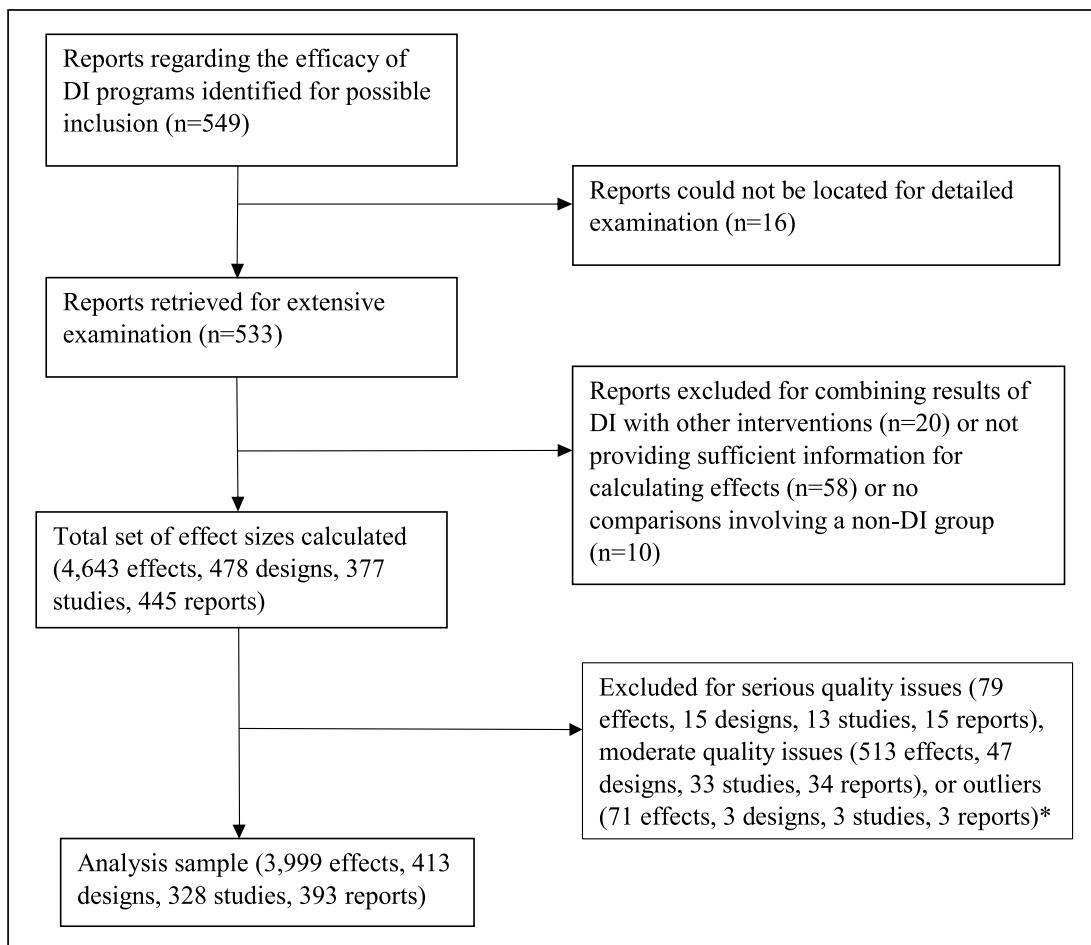 Reports regarding the efficacy of
DI programs identified for possible
inclusion (n=549)
Reports could not be located for detailed
examination (n=16)
Reports retrieved for extensive
examination (n=533)
Reports excluded for combining results of
DI with other interventions (n=20) or not
providing sufficient information for
calculating effects (n=58) or no
comparisons involving a non-DI group
(n=10)
Total set of effect sizes calculated
(4,643 effects, 478 designs, 377
studies, 445 reports)
Excluded for serious quality issues (79
effects, 15 designs, 13 studies, 15 reports),
moderate quality issues (513 effects, 47
designs, 33 studies, 34 reports), or outliers
(71 effects, 3 designs, 3 studies, 3 reports)*
Analysis sample (3,999 effects, 413
designs, 328 studies, 393 reports)